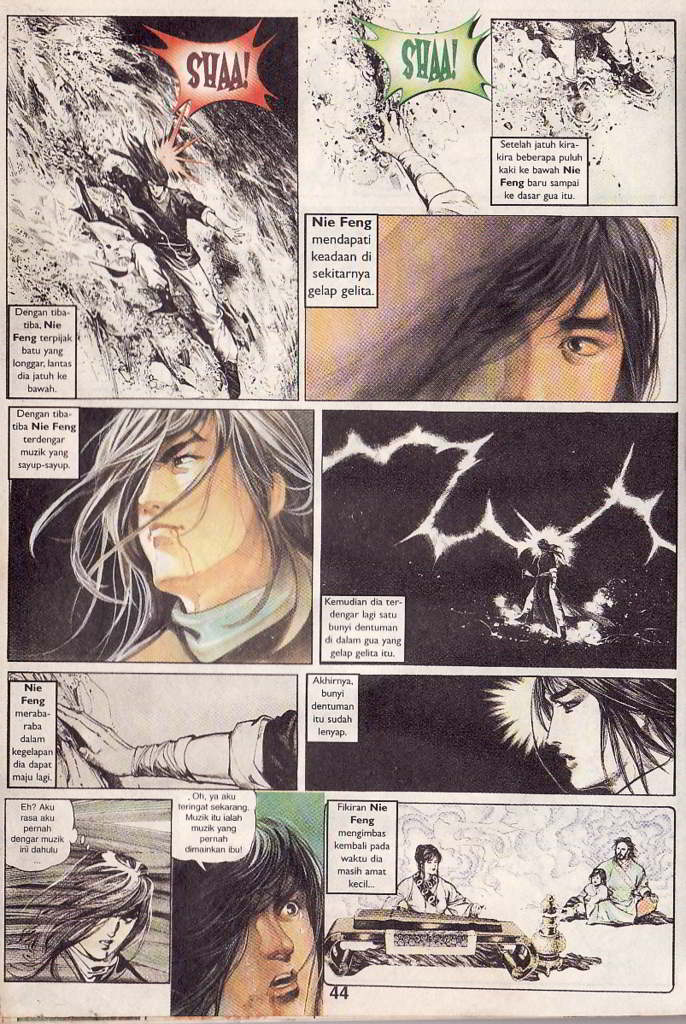 SHAA!
SHAA!
Setelah jatuh kira-
kira beberapa puluh
kaki ke bawah Nie
Feng baru sampai
ke dasar gua itu.
Dengan tiba-
tiba, Nie
Feng terpijak
batu yang
longgar, lantas
dia jatuh ke
bawah.
Nie Feng
mendapati
keadaan di
sekitarnya
gelap gelita.
Dengan tiba-
tiba Nie Feng
terdengar
muzik yang
sayup-sayup.
Kemudian dia ter-
dengar lagi satu
bunyi dentuman
di dalam gua yang
gelap gelita itu.
Nie
Feng
meraba-
raba
dalam
kegelapan
dia dapat
maju lagi.
Akhirnya,
bunyi
dentuman
itu sudah
lenyap.
Eh? Aku
rasa aku
pernah
dengar muzik
ini dahulu
...
Oh, ya aku
teringat sekarang.
Muzik itu ialah
muzik yang
pernah
dimainkan ibu!
Fikiran Nie
Feng
mengimbas
kembali pada
waktu dia
masih amat
kecil...
44